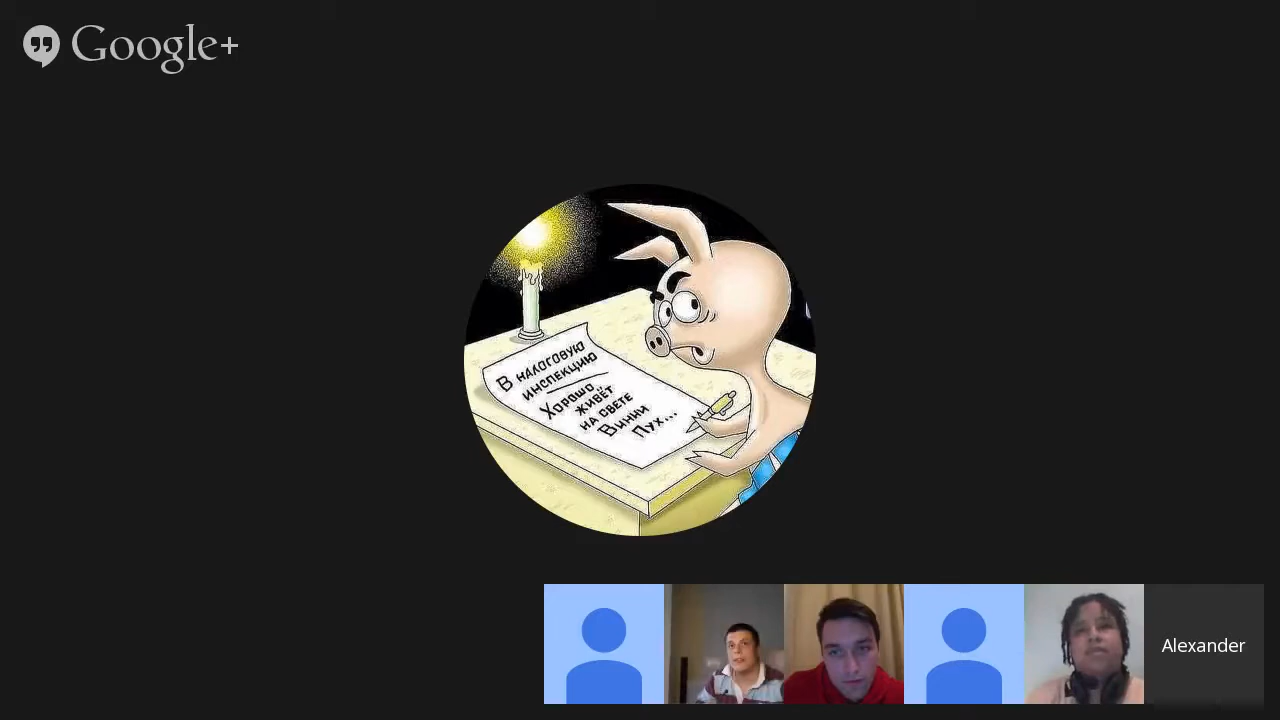 Google+
В НАЛОГОВУЮ
ИНСПЕКЦИЮ
ХОРОШО
ЖИВЁТ
НА СВЕТЕ
ВИННИ
ПУХ...
Alexander